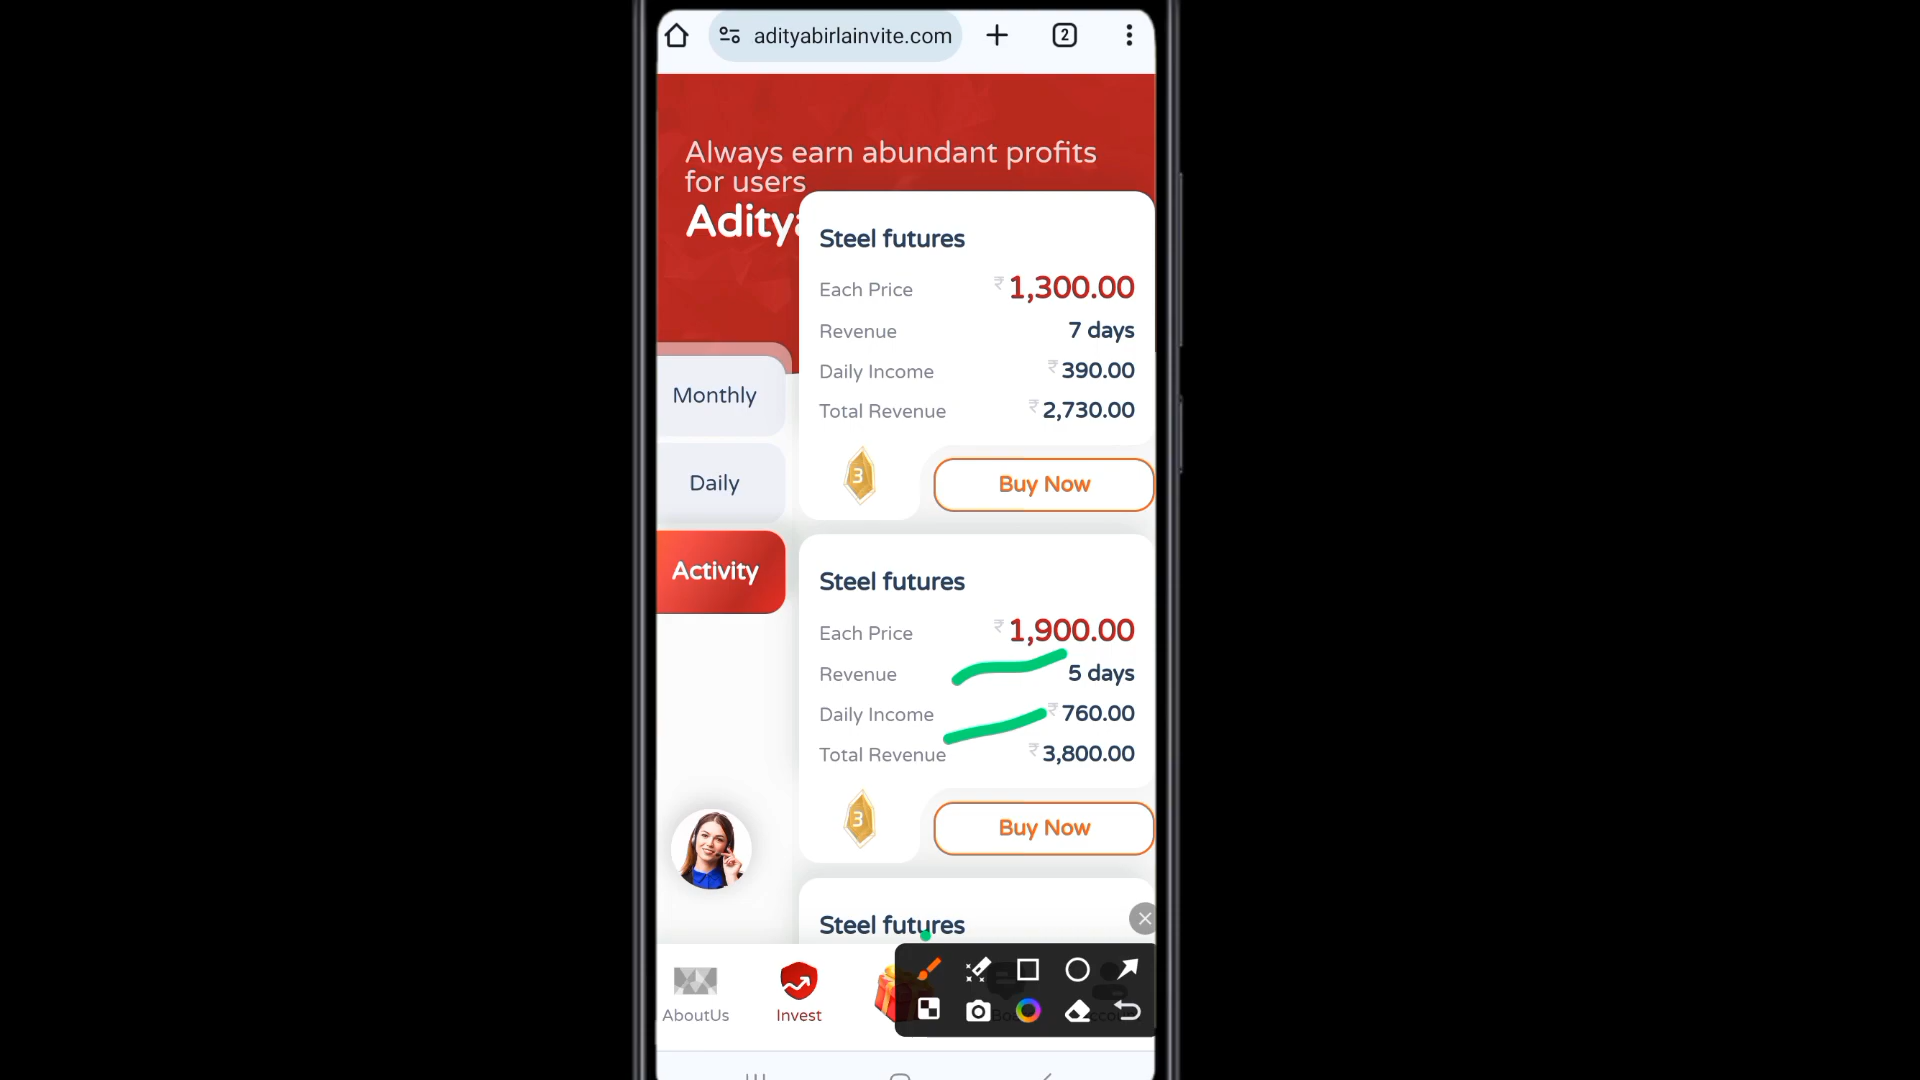 adityabirlainvite.com
2
Always earn abundant profits
for users
Aditya
Steel futures
Each Price ₹ 1,300.00
Revenue 7 days
Daily Income ₹ 390.00
Total Revenue ₹ 2,730.00
3
Buy Now
Monthly
Daily
Activity
Steel futures
Each Price ₹ 1,900.00
Revenue 5 days
Daily Income ₹ 760.00
Total Revenue ₹ 3,800.00
3
Buy Now
Steel futures
AboutUs
Invest